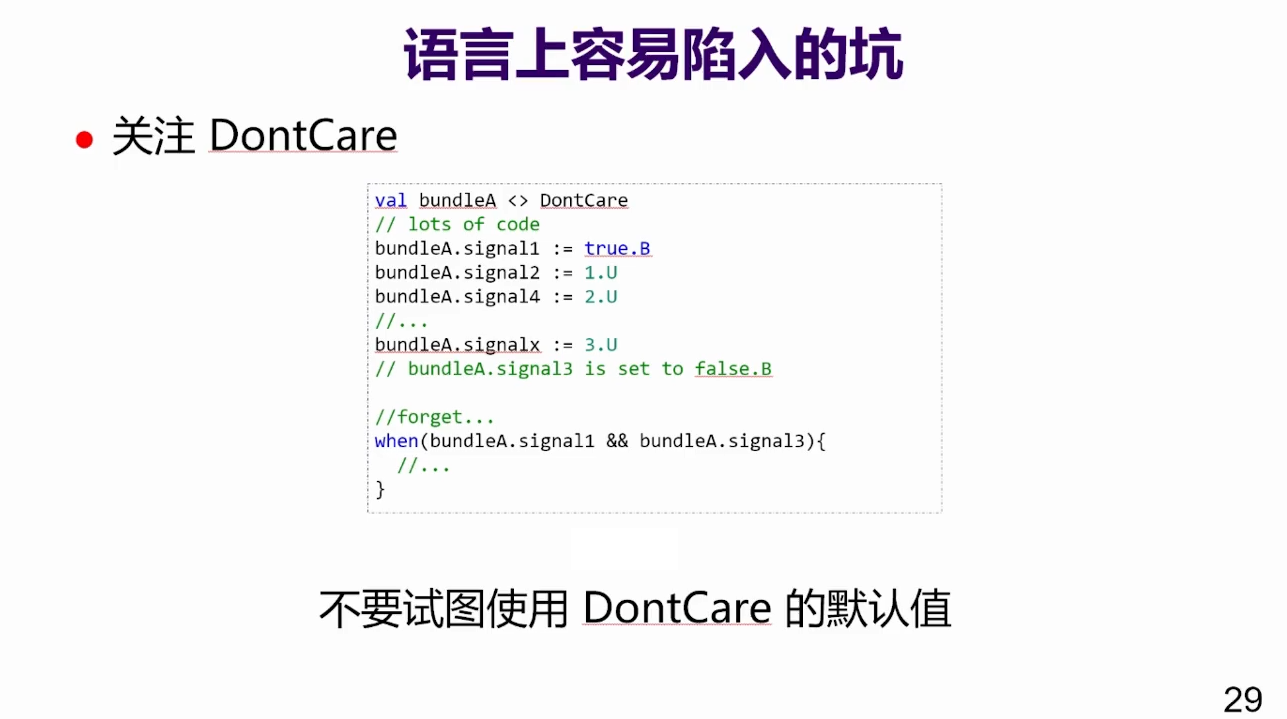 语言上容易陷入的坑
• 关注 DontCare
val bundleA <> DontCare
// lots of code
bundleA.signal1 := true.B
bundleA.signal2 := 1.U
bundleA.signal4 := 2.U
//...
bundleA.signalx := 3.U
// bundleA.signal3 is set to false.B
//forget...
when(bundleA.signal1 && bundleA.signal3){
//...
}
不要试图使用 DontCare 的默认值
29